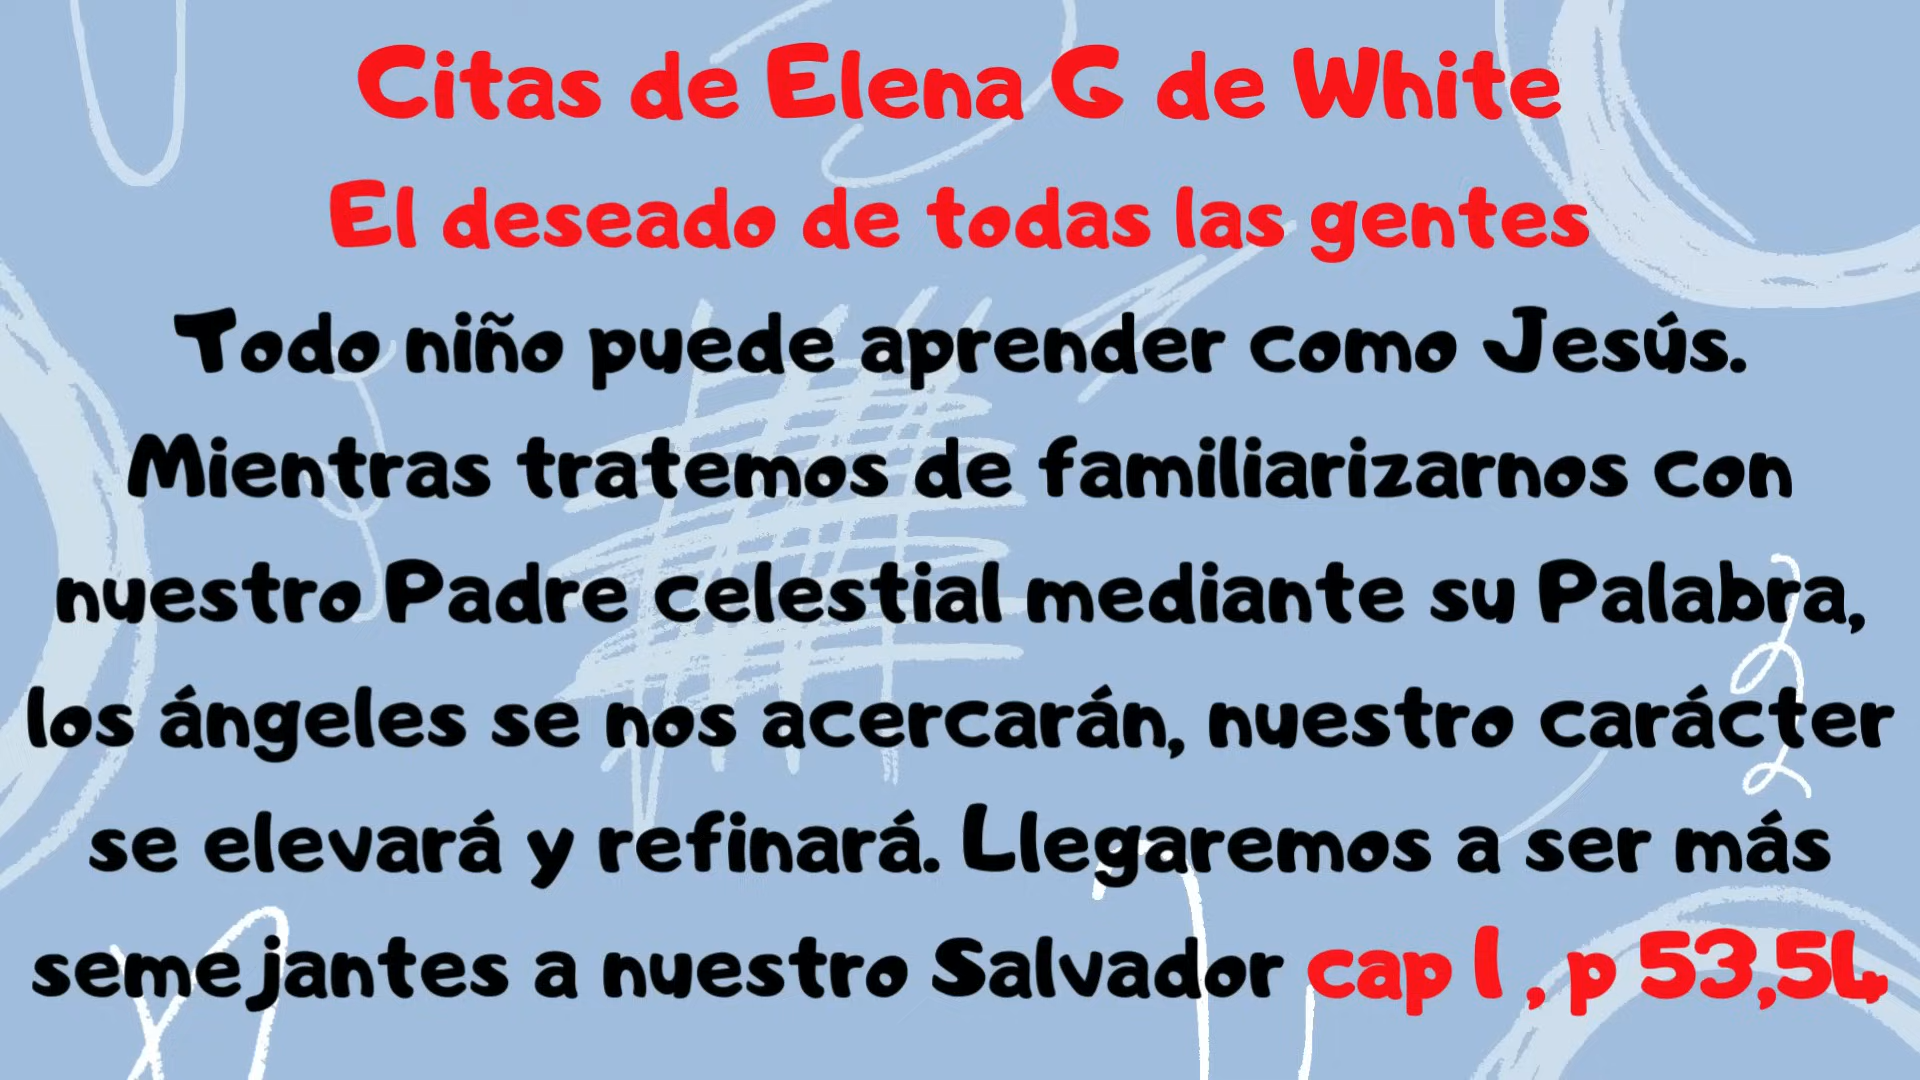 Citas de Elena G de White
El deseado de todas las gentes
Todo niño puede aprender como Jesús.
Mientras tratemos de familiarizarnos con
nuestro Padre celestial mediante su Palabra,
los ángeles se nos acercarán, nuestro carácter
se elevará y refinará. Llegaremos a ser más
semejantes a nuestro Salvador cap 1 , p 53,54